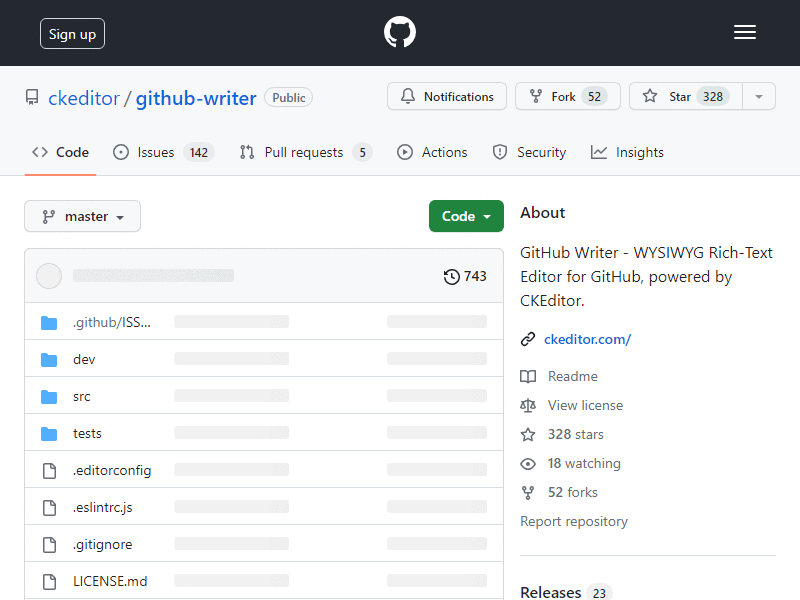 Sign up
ckeditor / github-writer Public
Notifications
Fork 52
Star 328
Code
Issues 142
Pull requests 5
Actions
Security
Insights
master
Code
743
.github/ISS...
dev
src
tests
.editorconfig
.eslintrc.js
.gitignore
LICENSE.md
About
GitHub Writer - WYSIWYG Rich-Text
Editor for GitHub, powered by
CKEditor.
ckeditor.com/
Readme
View license
328 stars
18 watching
52 forks
Report repository
Releases 23